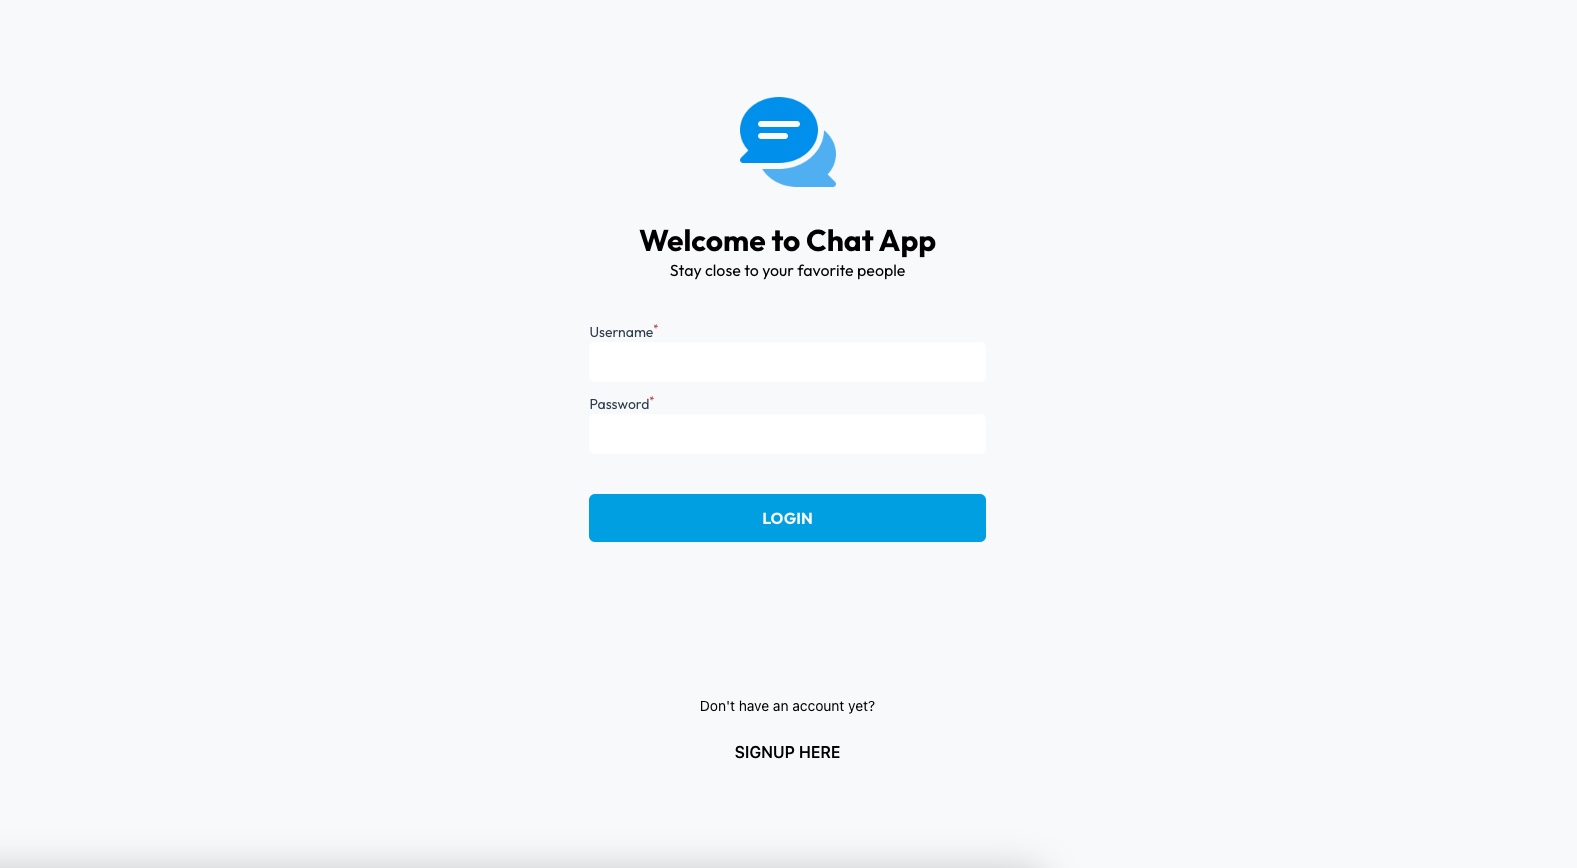 Welcome to Chat App
Stay close to your favorite people
Username*
Password*
LOGIN
Don't have an account yet?
SIGNUP HERE